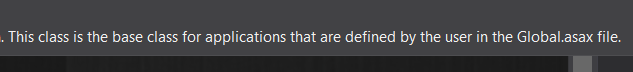 . This class is the base class for applications that are defined by the user in the Global.asax file.